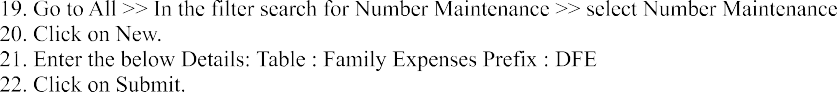 19. Go to All >> In the filter search for Number Maintenance >> select Number Maintenance
20. Click on New.
21. Enter the below Details: Table : Family Expenses Prefix : DFE
22. Click on Submit.